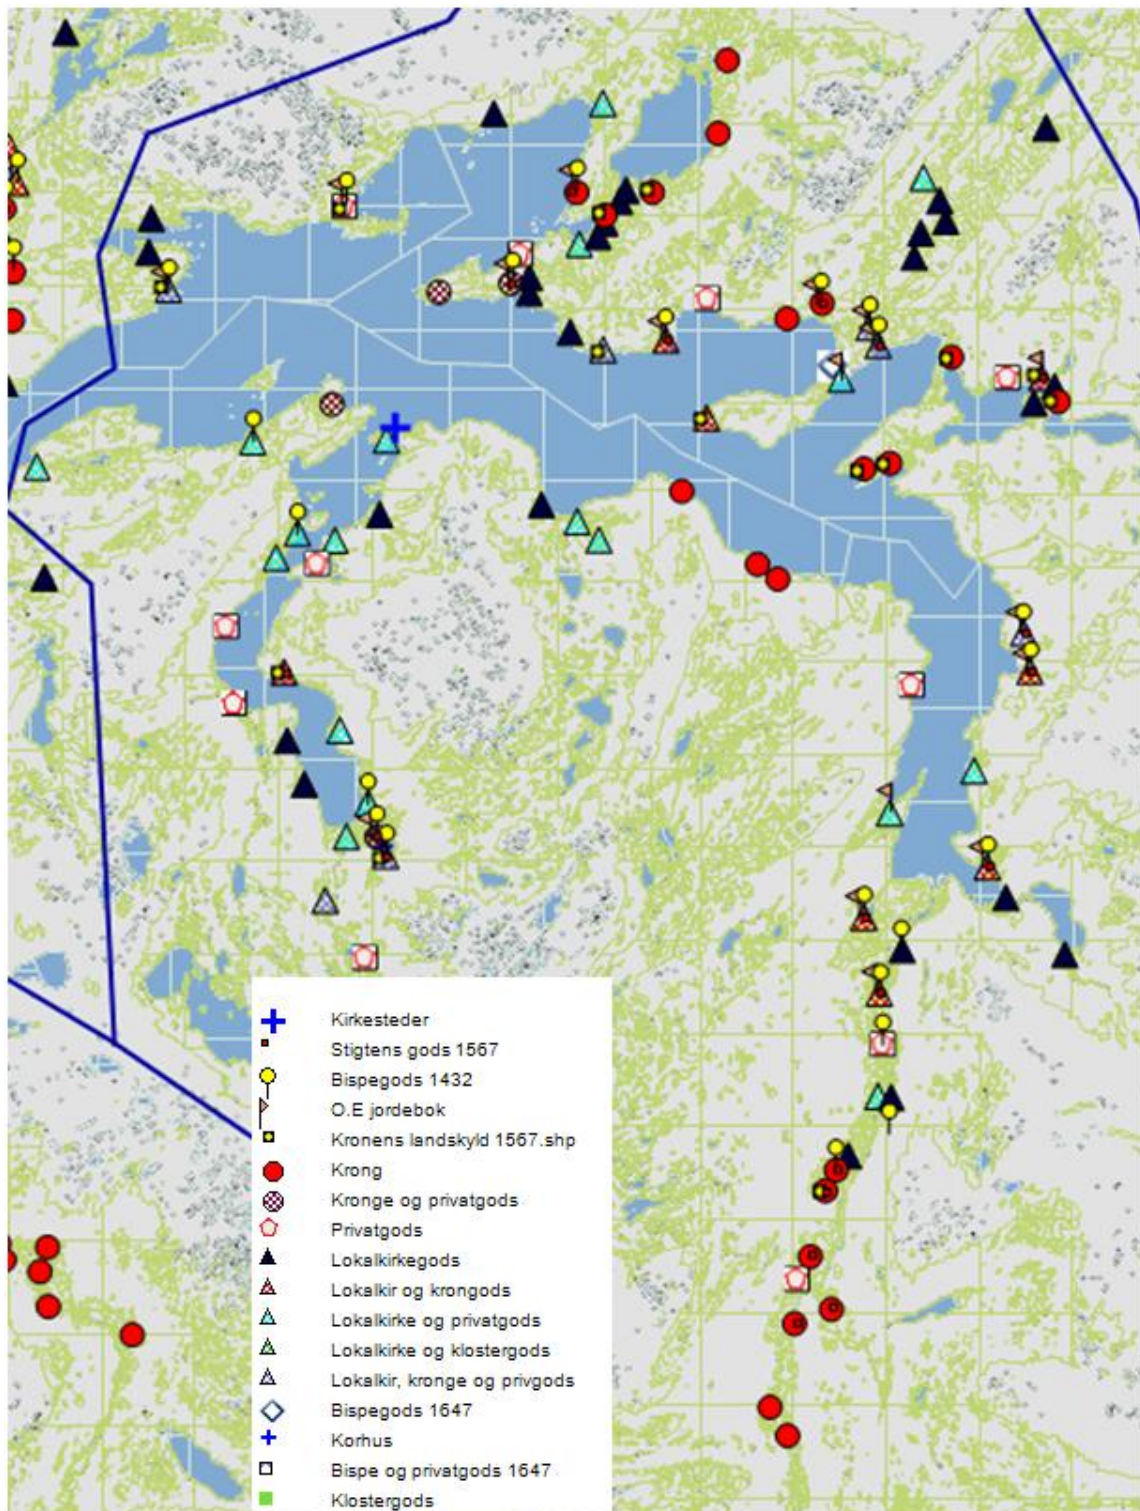 Kirkesteder
Stigtens gods 1567
Bispegods 1432
O.E jordebok
Kronens landskyld 1567.shp
Krong
Kronge og privatgods
Privatgods
Lokalkirkegods
Lokalkir og krongods
Lokalkirke og privatgods
Lokalkirke og klostergods
Lokalkir, kronge og privgods
Bispegods 1647
Korhus
Bispe og privatgods 1647
Klostergods